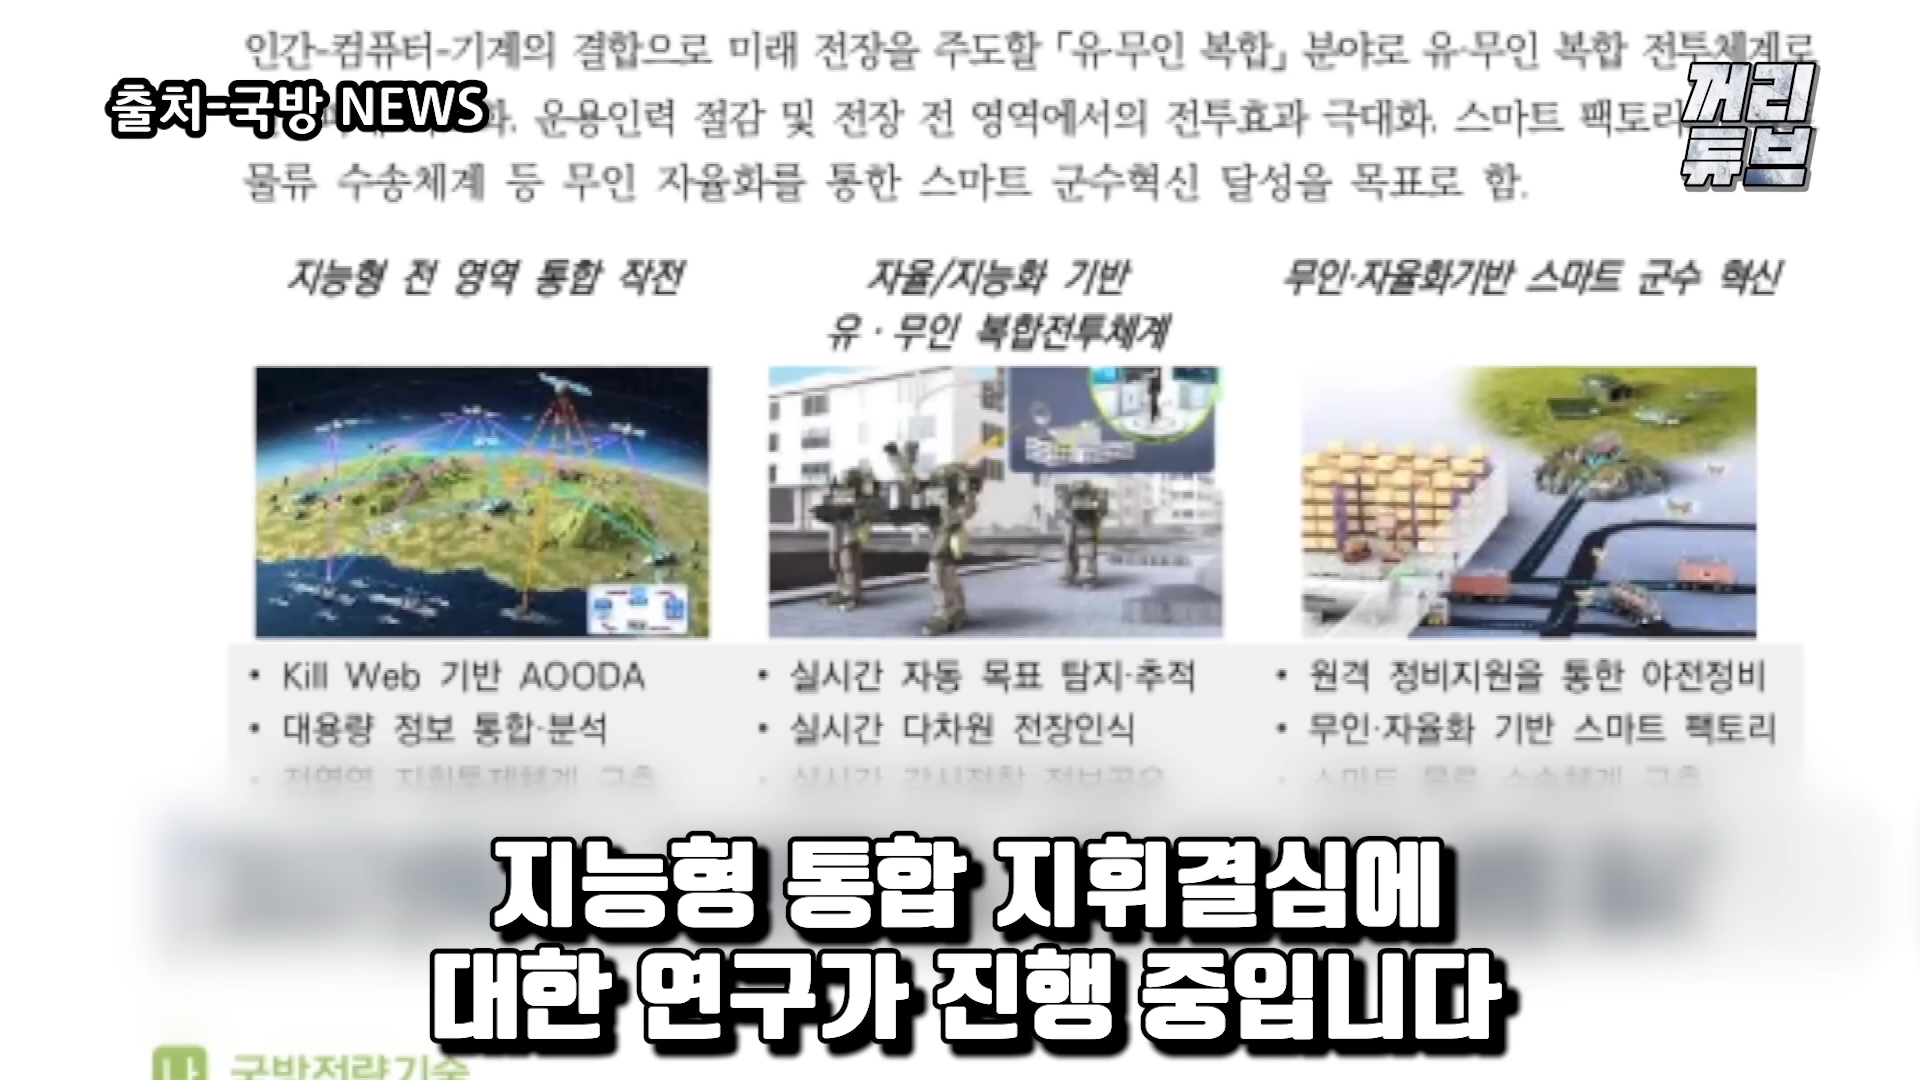 인간-컴퓨터-기계의 결합으로 미래 전장을 주도할 「유·무인 복합」 분야로 유·무인 복합 전투체계로
출처-국방 NEWS
꺼리
튜브
화. 운용인력 절감 및 전장 전 영역에서의 전투효과 극대화. 스마트 팩토리
물류 수송체계 등 무인 자율화를 통한 스마트 군수혁신 달성을 목표로 함.
지능형 전 영역 통합 작전
자율/지능화 기반
유·무인 복합전투체계
무인·자율화기반 스마트 군수 혁신
• Kill Web 기반 AOODA
• 대용량 정보 통합·분석
• 실시간 자동 목표 탐지·추적
• 실시간 다차원 전장인식
• 원격 정비지원을 통한 야전정비
• 무인·자율화 기반 스마트 팩토리
지능형 통합 지휘결심에
대한 연구가 진행 중입니다
국방전략기술